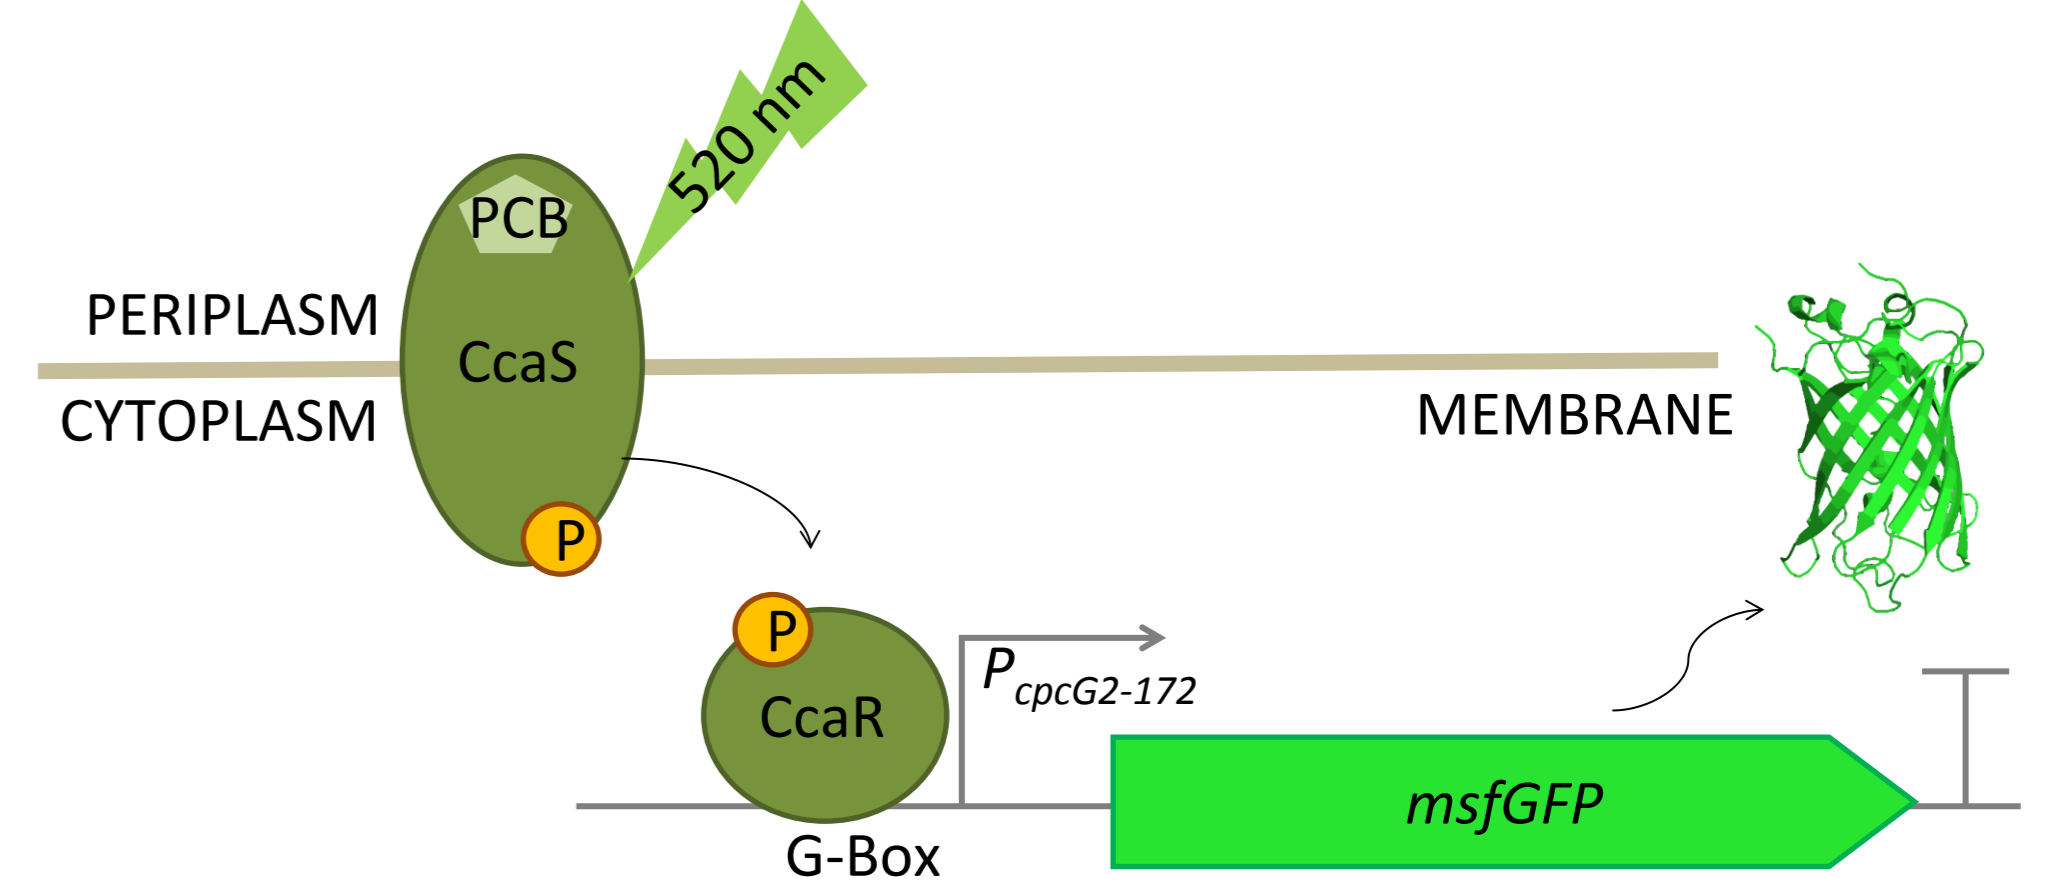 520 nm
PCB
PERIPLASM
CcaS
CYTOPLASM
MEMBRANE
P
P
CcaR
PcpcG2-172
msfGFP
G-Box